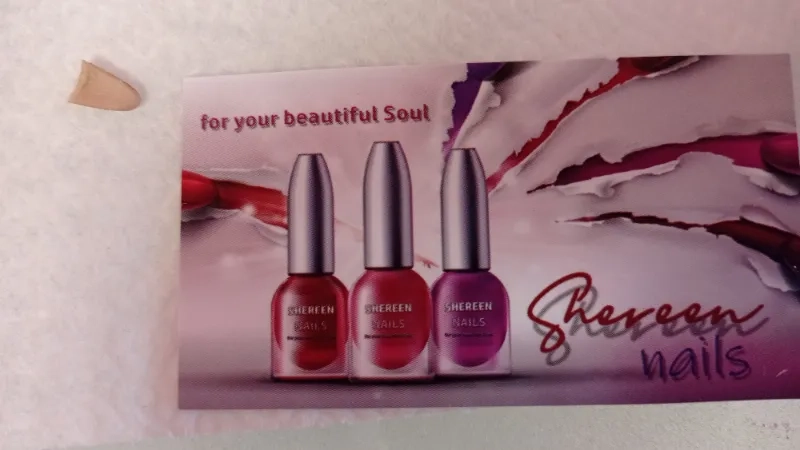 for your beautiful Soul
SHEREEN
NAILS
SHEREEN
NAILS
SHEREEN
NAILS
Shereen
nails